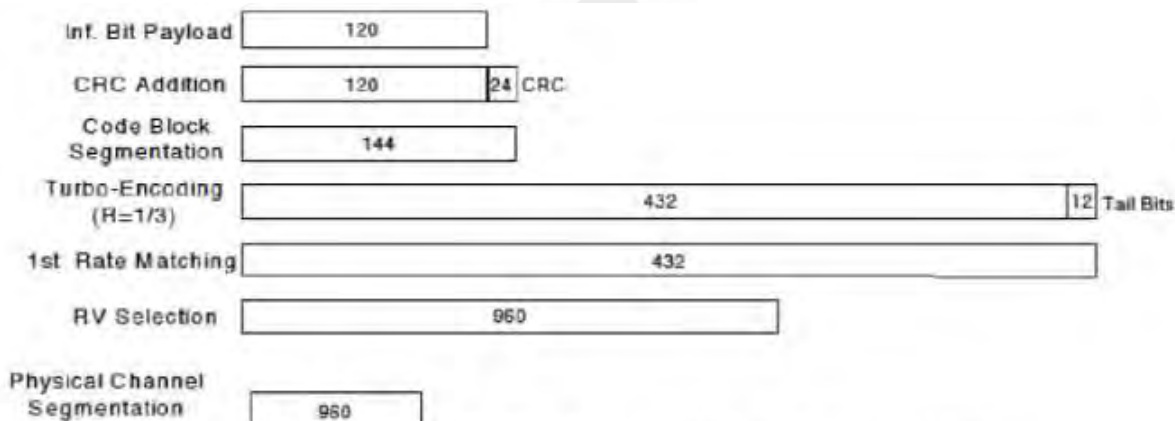 Inf. Bit Payload 120
CRC Addition 120 24 CRC
Code Block
Segmentation 144
Turbo-Encoding
(R=1/3) 432 12 Tail Bits
1st Rate Matching 432
RV Selection 960
Physical Channel
Segmentation 960